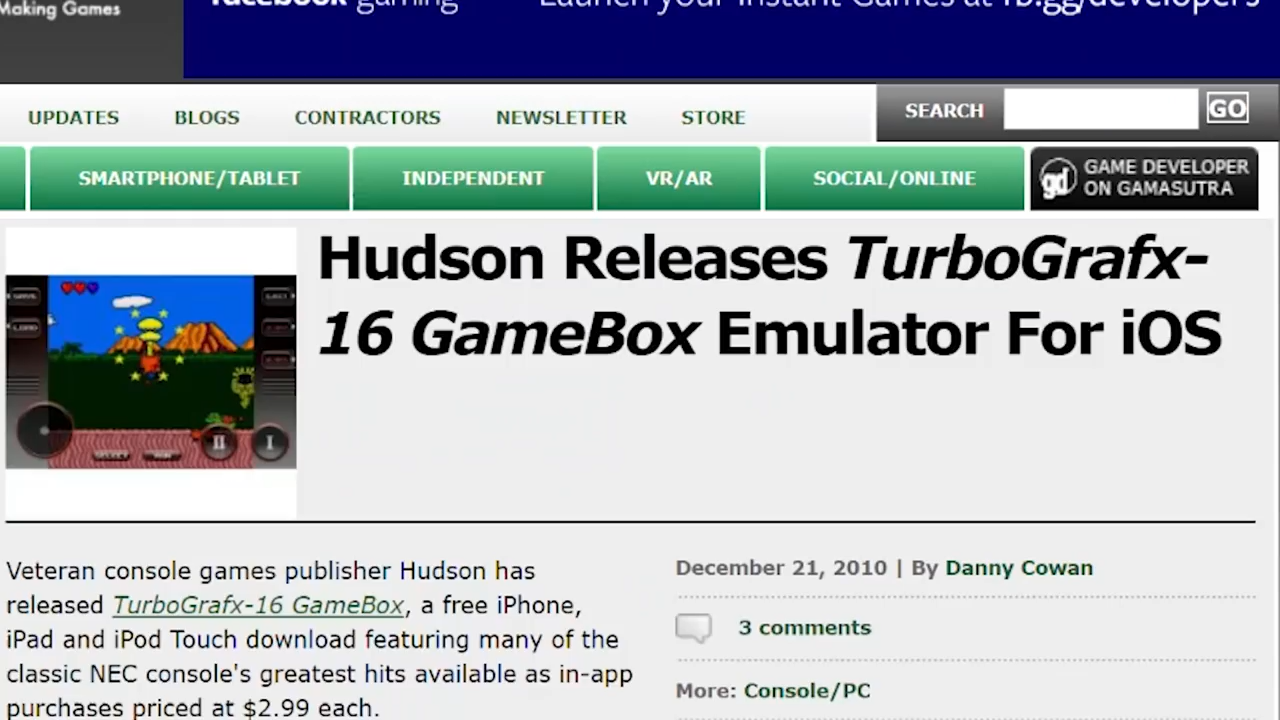 Making Games
facebook gaming Launch your Instant Games at fb.gg/developers
UPDATES BLOGS CONTRACTORS NEWSLETTER STORE SEARCH GO
SMARTPHONE/TABLET INDEPENDENT VR/AR SOCIAL/ONLINE gd GAME DEVELOPER
ON GAMASUTRA
Hudson Releases TurboGrafx-
16 GameBox Emulator For iOS
II I
Veteran console games publisher Hudson has
released TurboGrafx-16 GameBox, a free iPhone,
iPad and iPod Touch download featuring many of the
classic NEC console's greatest hits available as in-app
purchases priced at $2.99 each.
December 21, 2010 | By Danny Cowan
3 comments
More: Console/PC